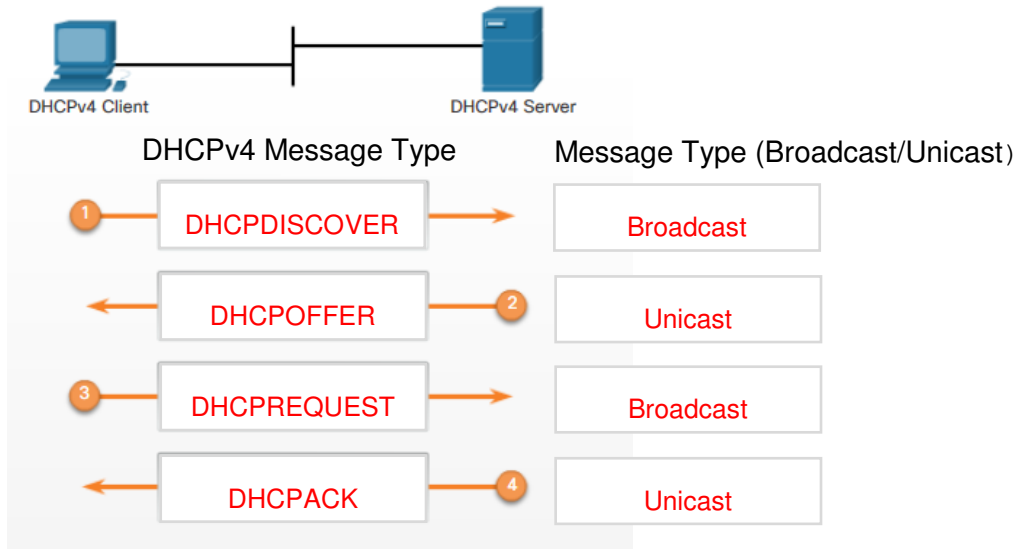 DHCPv4 Client
DHCPv4 Server
DHCPv4 Message Type
Message Type (Broadcast/Unicast）
1
DHCPDISCOVER
Broadcast
DHCPOFFER
2
Unicast
3
DHCPREQUEST
Broadcast
DHCPACK
4
Unicast